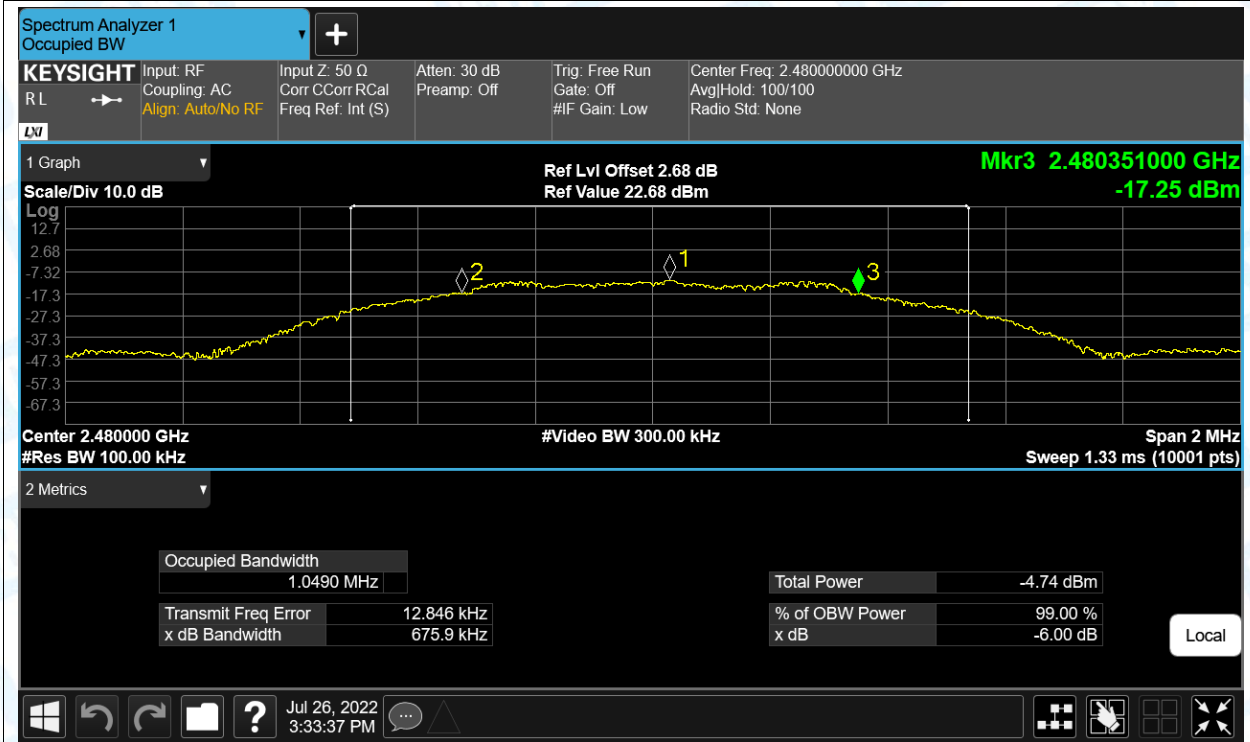 Spectrum Analyzer 1
Occupied BW
KEYSIGHT
R L
LXI
Input: RF
Coupling: AC
Align: Auto/No RF
Input Z: 50 Ω
Corr CCorr RCal
Freq Ref: Int (S)
Atten: 30 dB
Preamp: Off
Trig: Free Run
Gate: Off
#IF Gain: Low
Center Freq: 2.480000000 GHz
Avg|Hold: 100/100
Radio Std: None
1 Graph
Scale/Div 10.0 dB
Ref Lvl Offset 2.68 dB
Ref Value 22.68 dBm
Mkr3 2.480351000 GHz
-17.25 dBm
Log
12.7
2.68
-7.32
-17.3
-27.3
-37.3
-47.3
-57.3
-67.3
2
1
3
Center 2.480000 GHz
#Video BW 300.00 kHz
Span 2 MHz
#Res BW 100.00 kHz
Sweep 1.33 ms (10001 pts)
2 Metrics
Occupied Bandwidth
1.0490 MHz
Total Power -4.74 dBm
Transmit Freq Error 12.846 kHz
% of OBW Power 99.00 %
x dB Bandwidth 675.9 kHz
x dB -6.00 dB
Local
?
Jul 26, 2022
3:33:37 PM